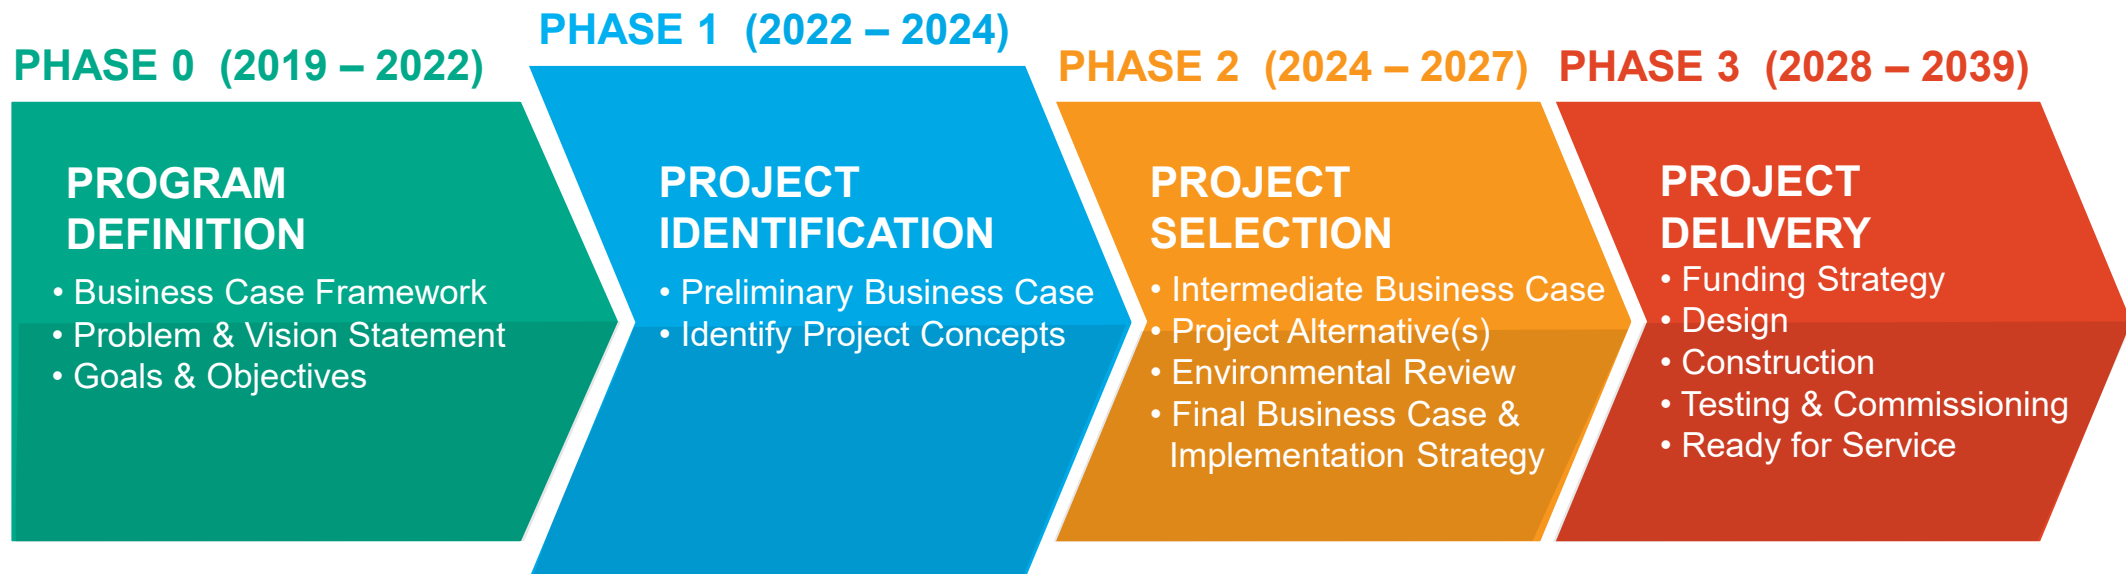 PHASE 0 (2019 – 2022)
PROGRAM
DEFINITION
• Business Case Framework
• Problem & Vision Statement
• Goals & Objectives
PHASE 1 (2022 – 2024)
PROJECT
IDENTIFICATION
• Preliminary Business Case
• Identify Project Concepts
PHASE 2 (2024 – 2027)
PROJECT
SELECTION
• Intermediate Business Case
• Project Alternative(s)
• Environmental Review
• Final Business Case &
Implementation Strategy
PHASE 3 (2028 – 2039)
PROJECT
DELIVERY
• Funding Strategy
• Design
• Construction
• Testing & Commissioning
• Ready for Service